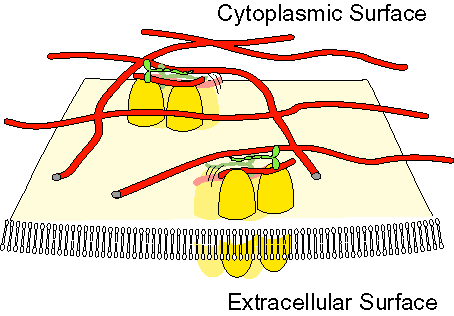 Cytoplasmic Surface
Extracellular Surface